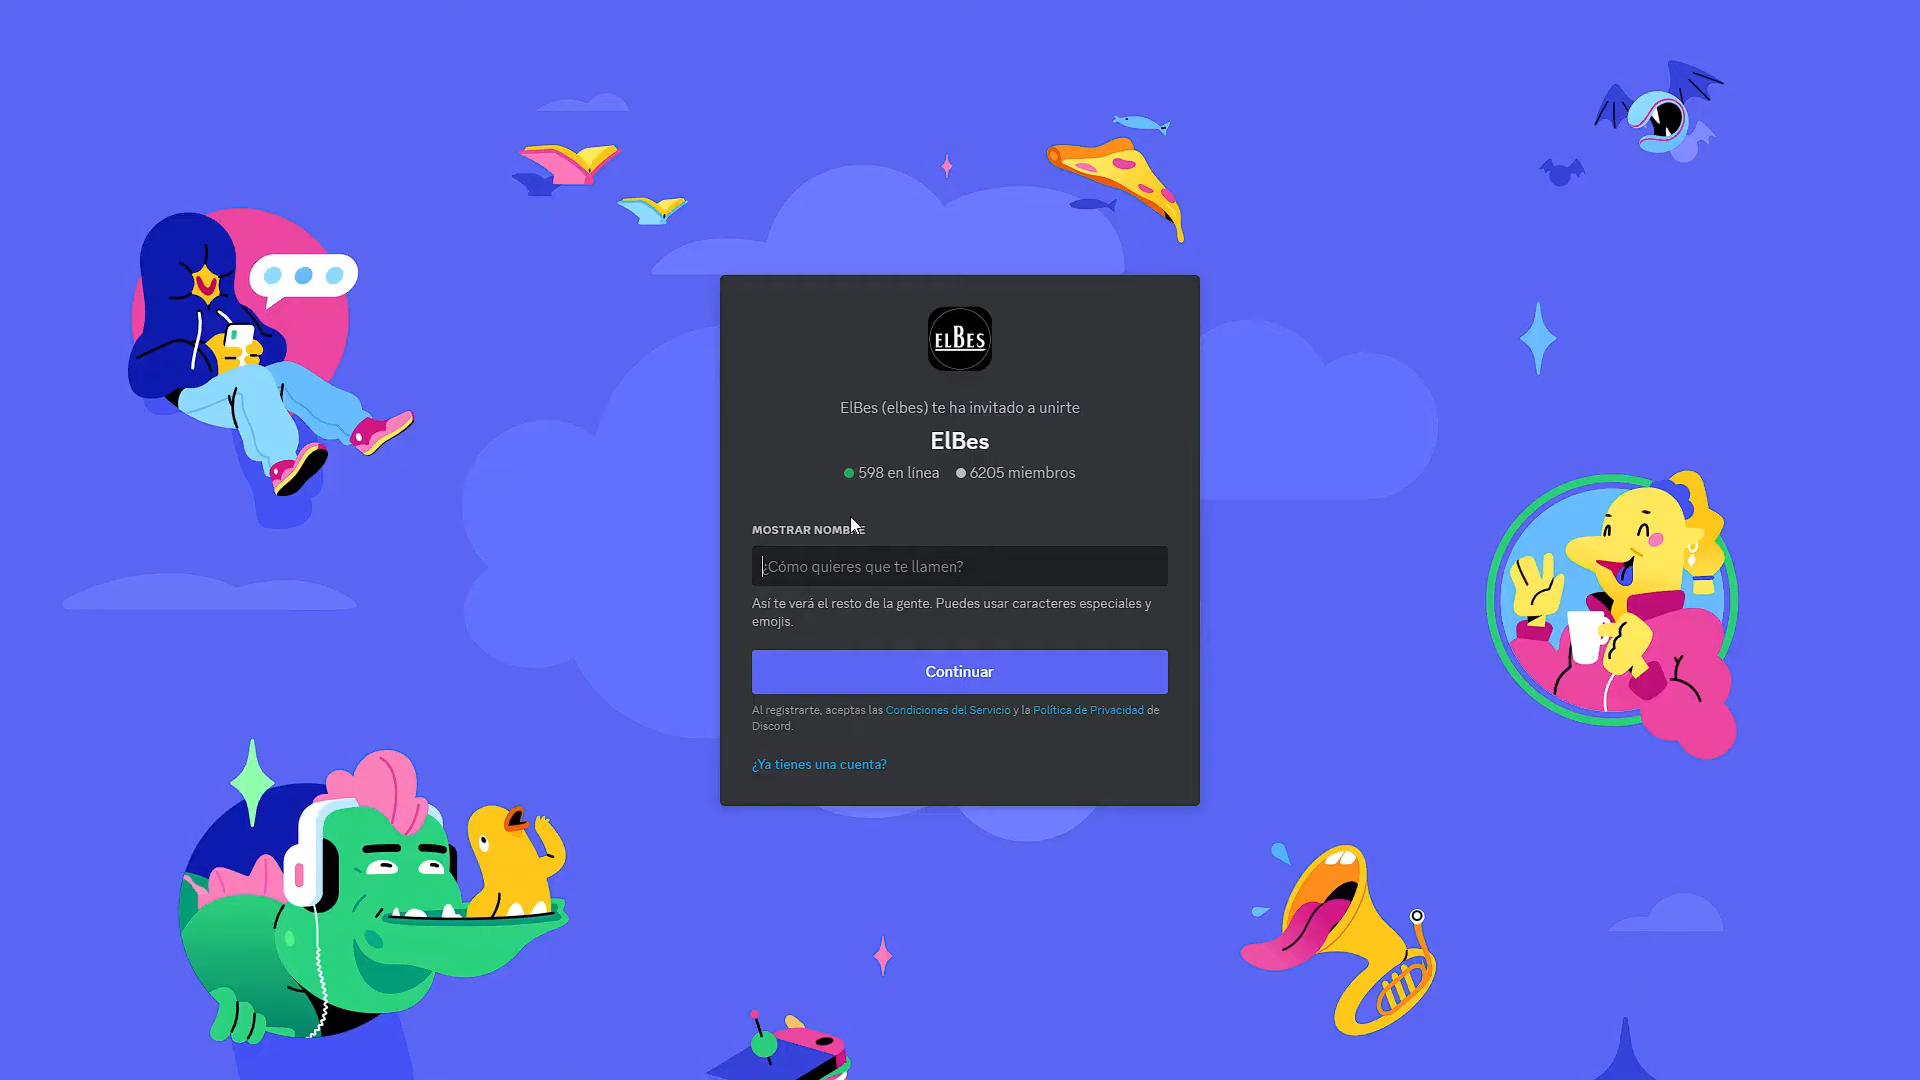 ELBES
ElBes (elbes) te ha invitado a unirte
ElBes
598 en línea 6205 miembros
MOSTRAR NOMBRE
¿Cómo quieres que te llamen?
Así te verá el resto de la gente. Puedes usar caracteres especiales y
emojis.
Continuar
Al registrarte, aceptas las Condiciones del Servicio y la Política de Privacidad de
Discord.
¿Ya tienes una cuenta?